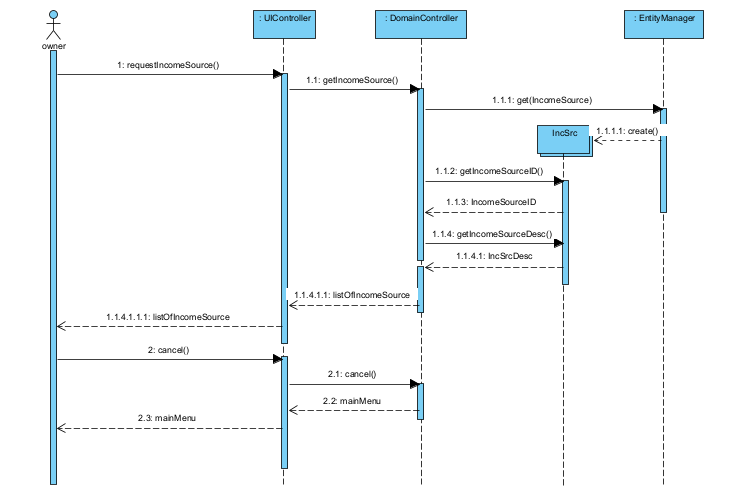 : UIController
: DomainController
: EntityManager
owner
1: requestIncomeSource()
1.1: getIncomeSource()
1.1.1: get(IncomeSource)
IncSrc
1.1.1.1: create()
1.1.2: getIncomeSourceID()
1.1.3: IncomeSourceID
1.1.4: getIncomeSourceDesc()
1.1.4.1: IncSrcDesc
1.1.4.1.1: listOfIncomeSource
1.1.4.1.1.1: listOfIncomeSource
2: cancel()
2.1: cancel()
2.2: mainMenu
2.3: mainMenu